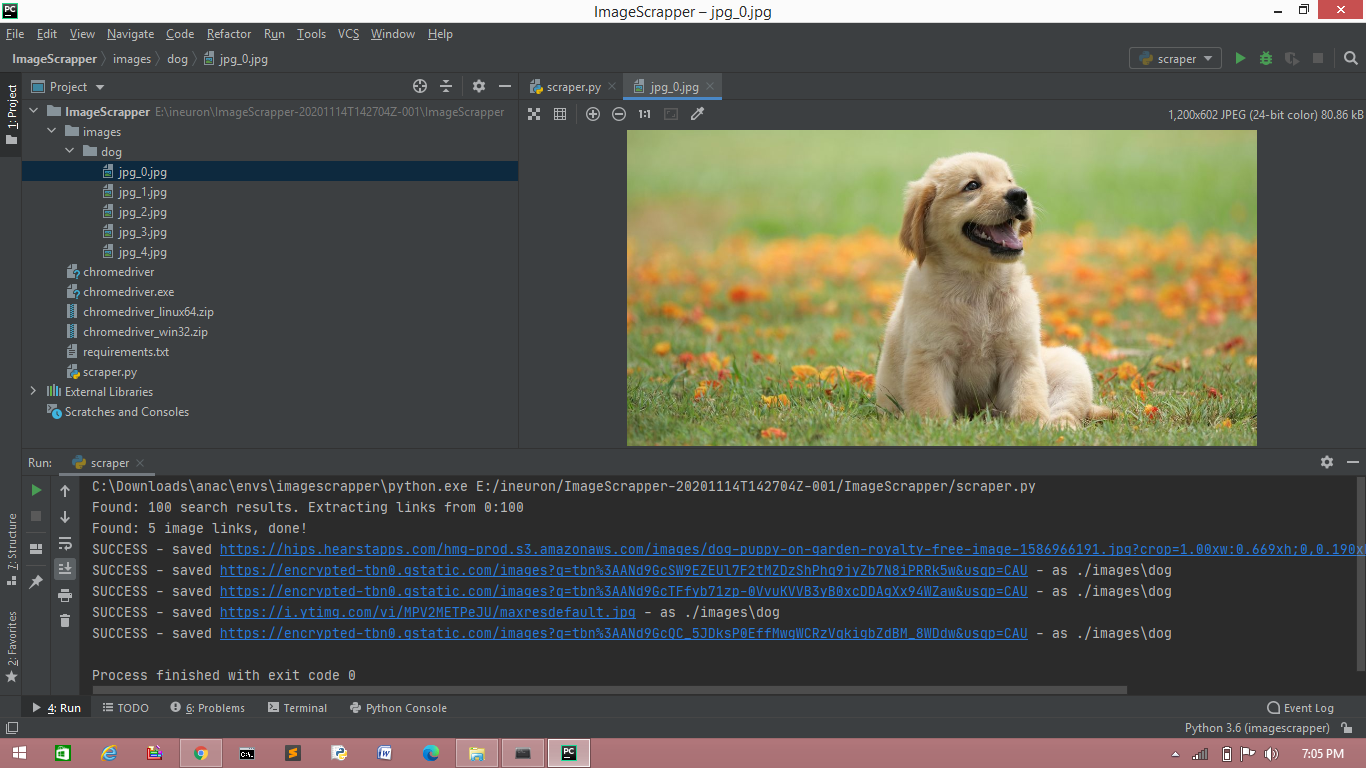 PC
ImageScrapper – jpg_0.jpg
File Edit View Navigate Code Refactor Run Tools VCS Window Help
ImageScrapper images dog jpg_0.jpg
scraper
1: Project
Project
scraper.py
jpg_0.jpg
1:1
1,200x602 JPEG (24-bit color) 80.86 kB
ImageScrapper E:\ineuron\ImageScrapper-20201114T142704Z-001\ImageScrapper
images
dog
jpg_0.jpg
jpg_1.jpg
jpg_2.jpg
jpg_3.jpg
jpg_4.jpg
chromedriver
chromedriver.exe
chromedriver_linux64.zip
chromedriver_win32.zip
requirements.txt
scraper.py
External Libraries
Scratches and Consoles
Run: scraper
C:\Downloads\anac\envs\imagescrapper\python.exe E:/ineuron/ImageScrapper-20201114T142704Z-001/ImageScrapper/scraper.py
Found: 100 search results. Extracting links from 0:100
Found: 5 image links, done!
SUCCESS - saved https://hips.hearstapps.com/hmg-prod.s3.amazonaws.com/images/dog-puppy-on-garden-royalty-free-image-1586966191.jpg?crop=1.00xw:0.669xh;0,0.190x
SUCCESS - saved https://encrypted-tbn0.gstatic.com/images?q=tbn%3AANd9GcSW9EZEUl7F2tMZDzShPhq9jyZb7N8iPRRk5w&usqp=CAU - as ./images\dog
SUCCESS - saved https://encrypted-tbn0.gstatic.com/images?q=tbn%3AANd9GcTFfyb71zp-0VvuKVVB3yB0xcDDAqXx94WZaw&usqp=CAU - as ./images\dog
SUCCESS - saved https://i.ytimg.com/vi/MPV2METPeJU/maxresdefault.jpg - as ./images\dog
SUCCESS - saved https://encrypted-tbn0.gstatic.com/images?q=tbn%3AANd9GcQC_5JDksP0EffMwgWCRzVqkigbZdBM_8WDdw&usqp=CAU - as ./images\dog
Process finished with exit code 0
Z: Structure
2: Favorites
4: Run TODO 6: Problems Terminal Python Console Event Log
Python 3.6 (imagescrapper)
PC
7:05 PM